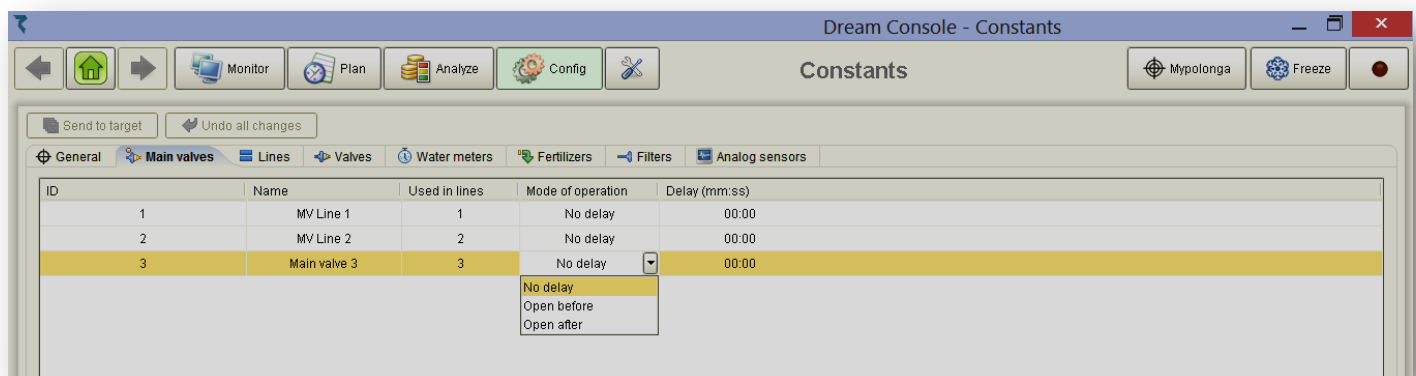 Dream Console - Constants
Monitor Plan Analyze Config Constants Mypolonga Freeze
Send to target Undo all changes
General Main valves Lines Valves Water meters Fertilizers Filters Analog sensors
ID Name Used in lines Mode of operation Delay (mm:ss)
1 MV Line 1 1 No delay 00:00
2 MV Line 2 2 No delay 00:00
3 Main valve 3 3 No delay 00:00
No delay
Open before
Open after